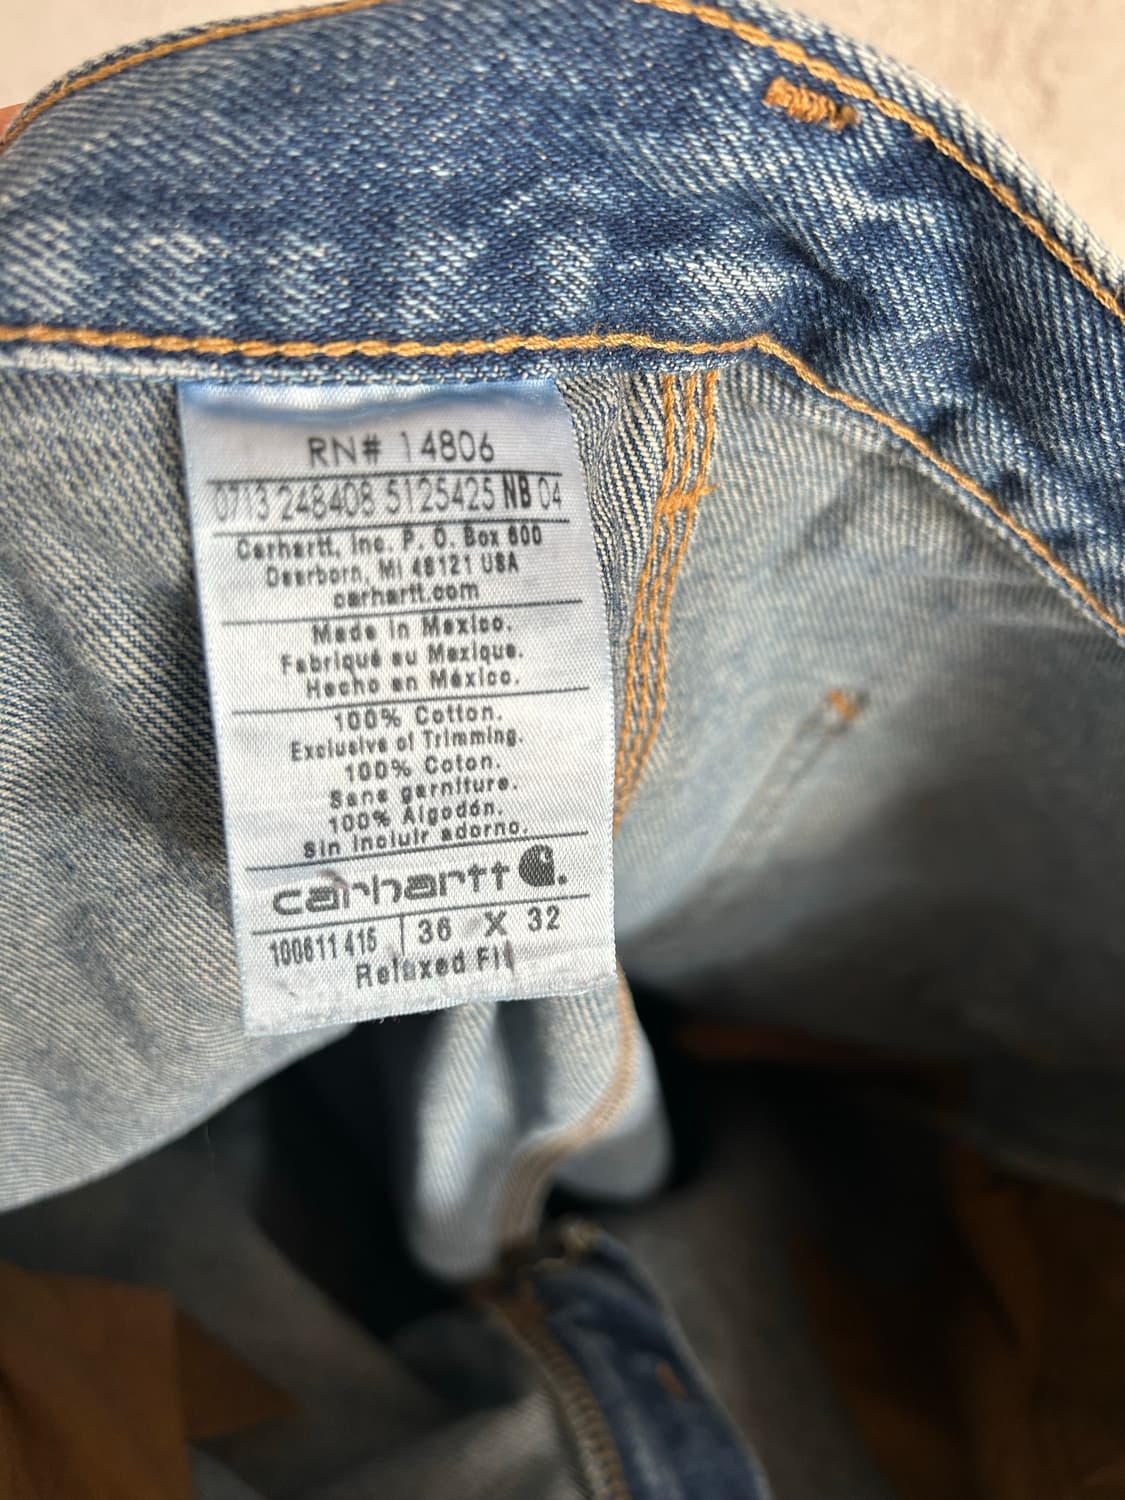 RN# 14806
0713 248408 5125425 NB 04
Carhartt, Inc. P. O. Box 600
Dearborn, MI 48121 USA
carhartt.com
Made in Mexico.
Fabriqué au Mexique.
Hecho en México.
100% Cotton.
Exclusive of Trimming.
100% Coton.
Sans garniture.
100% Algodón.
Sin incluir adorno.
carhartt
100611 415 36 X 32
Relaxed Fit